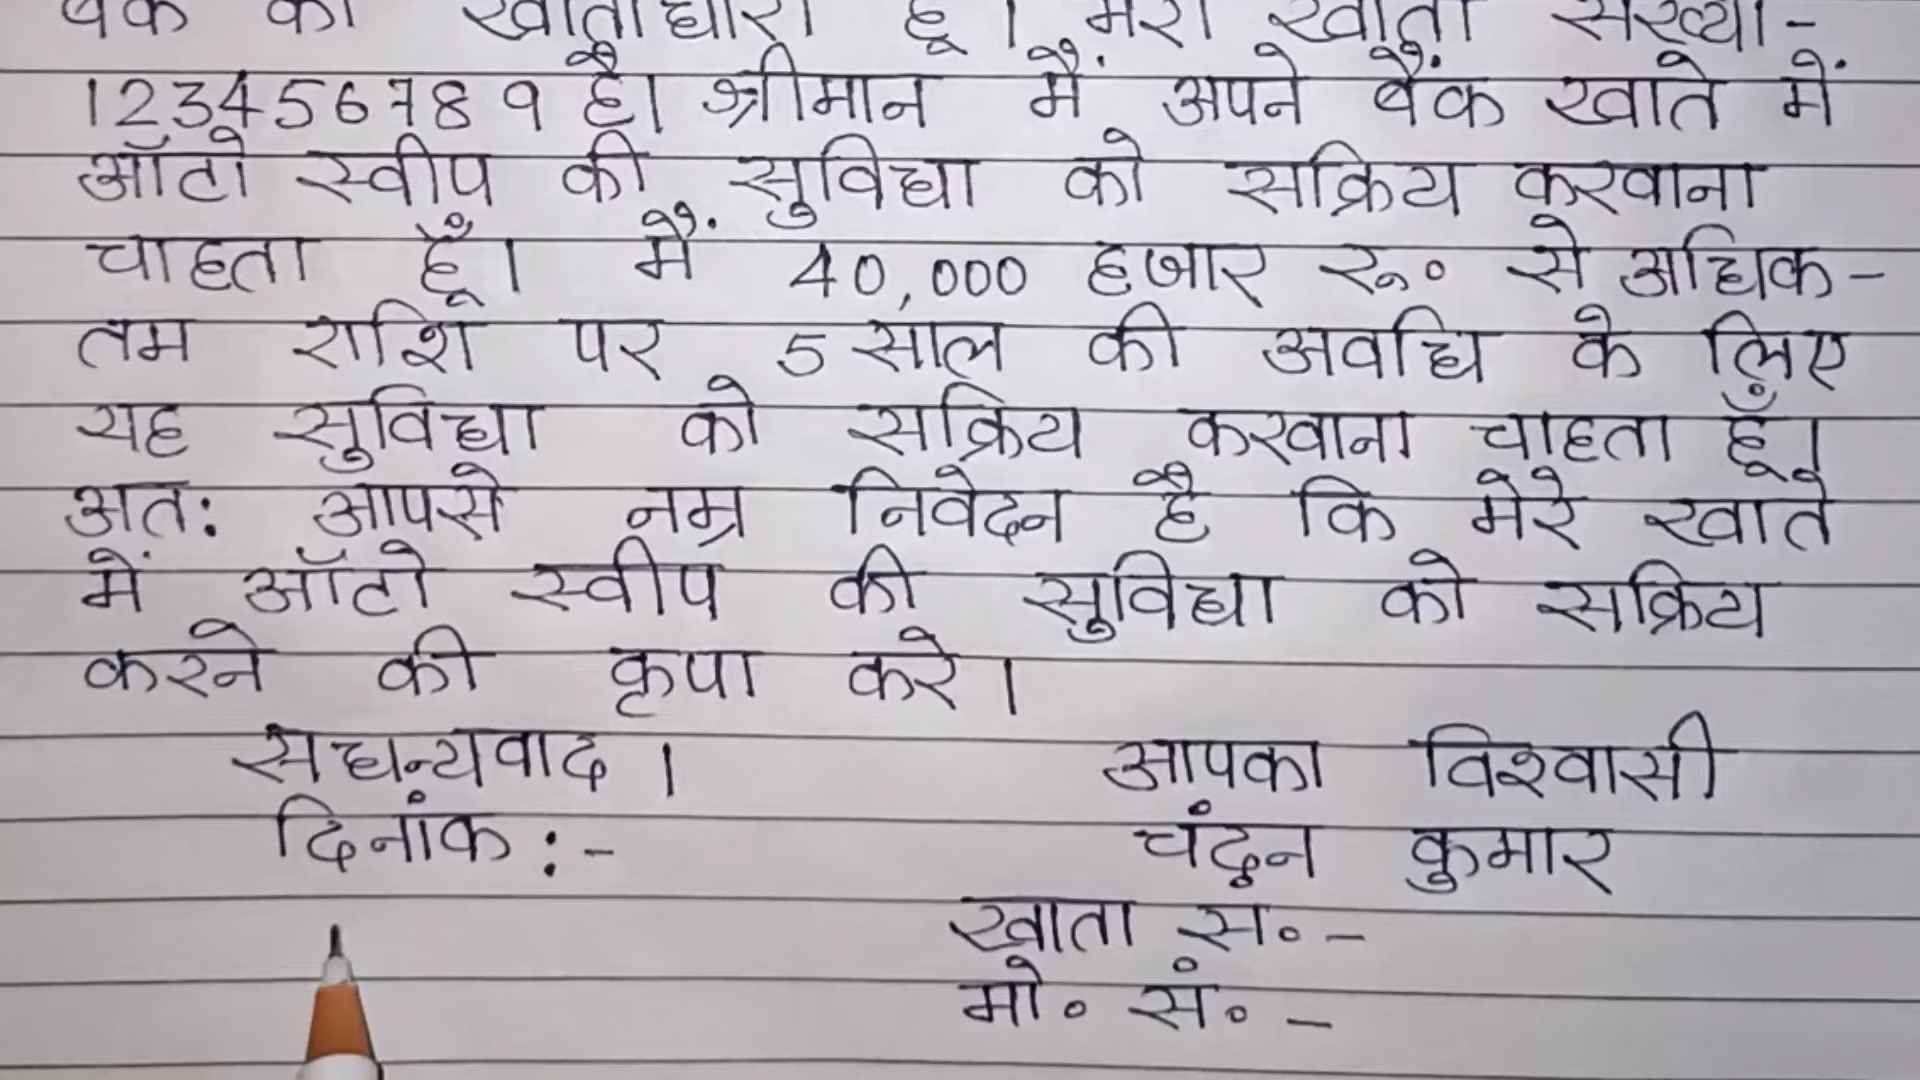 बैंक का खाताधारी हूँ। मेरा खाता संख्या-
123456789 है। श्रीमान मैं अपने बैंक खाते में
ऑटो स्वीप की सुविधा को सक्रिय करवाना
चाहता हूँ। मैं 40,000 हजार रू० से अधिक-
तम राशि पर 5 साल की अवधि के लिए
यह सुविधा को सक्रिय करवाना चाहता हूँ।
अतः आपसे नम्र निवेदन है कि मेरे खाते
में ऑटो स्वीप की सुविधा को सक्रिय
करने की कृपा करे।
सधन्यवाद। आपका विश्वासी
दिनांक:- चंदन कुमार
खाता स०-
मो० सं०-